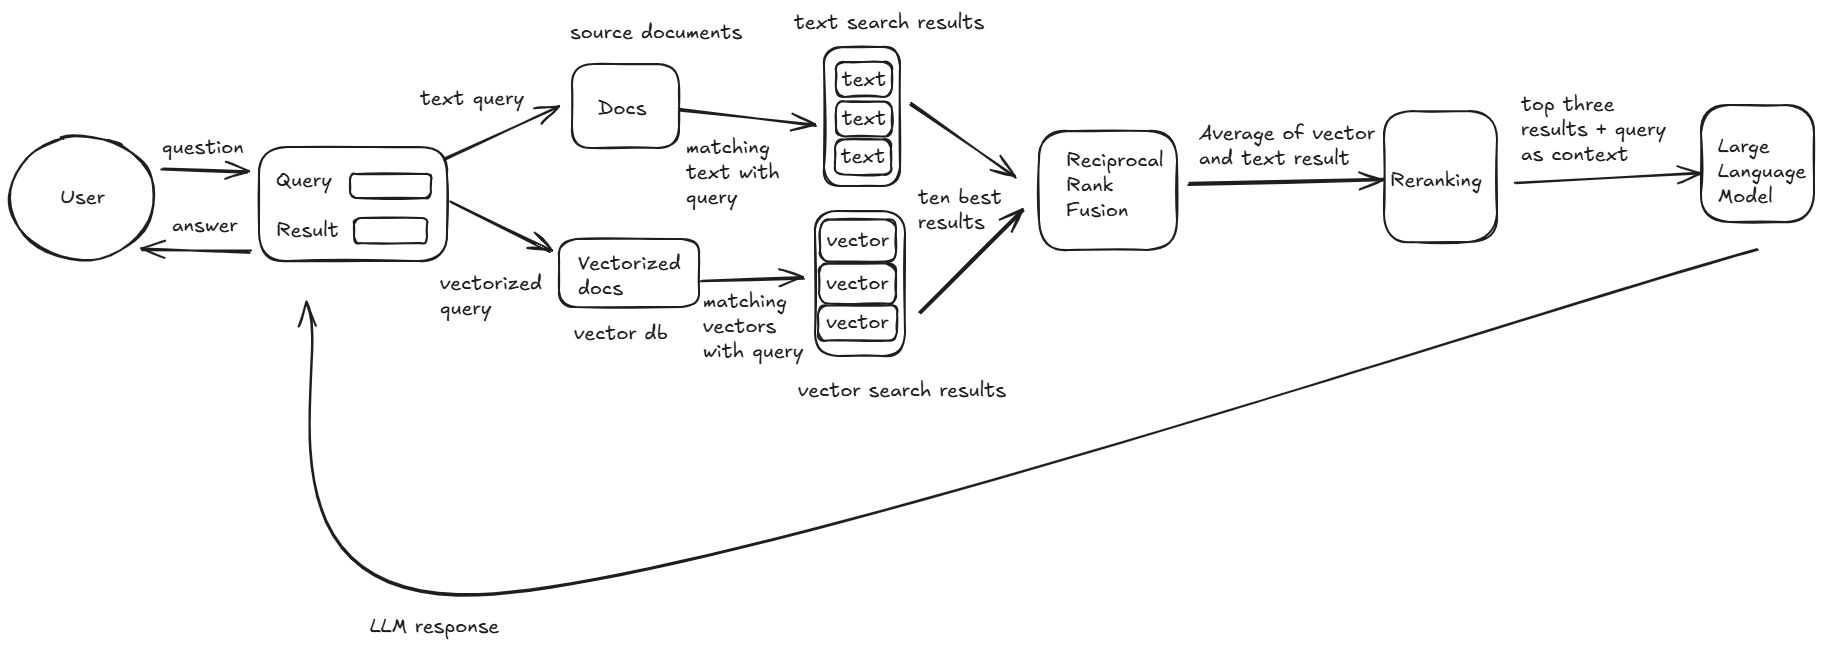 User
question
answer
Query
Result
text query
vectorized
query
source documents
Docs
Vectorized
docs
vector db
matching
text with
query
matching
vectors
with query
text search results
text
text
text
vector
vector
vector
vector search results
ten best
results
Reciprocal
Rank
Fusion
Average of vector
and text result
Reranking
top three
results + query
as context
Large
Language
Model
LLM response